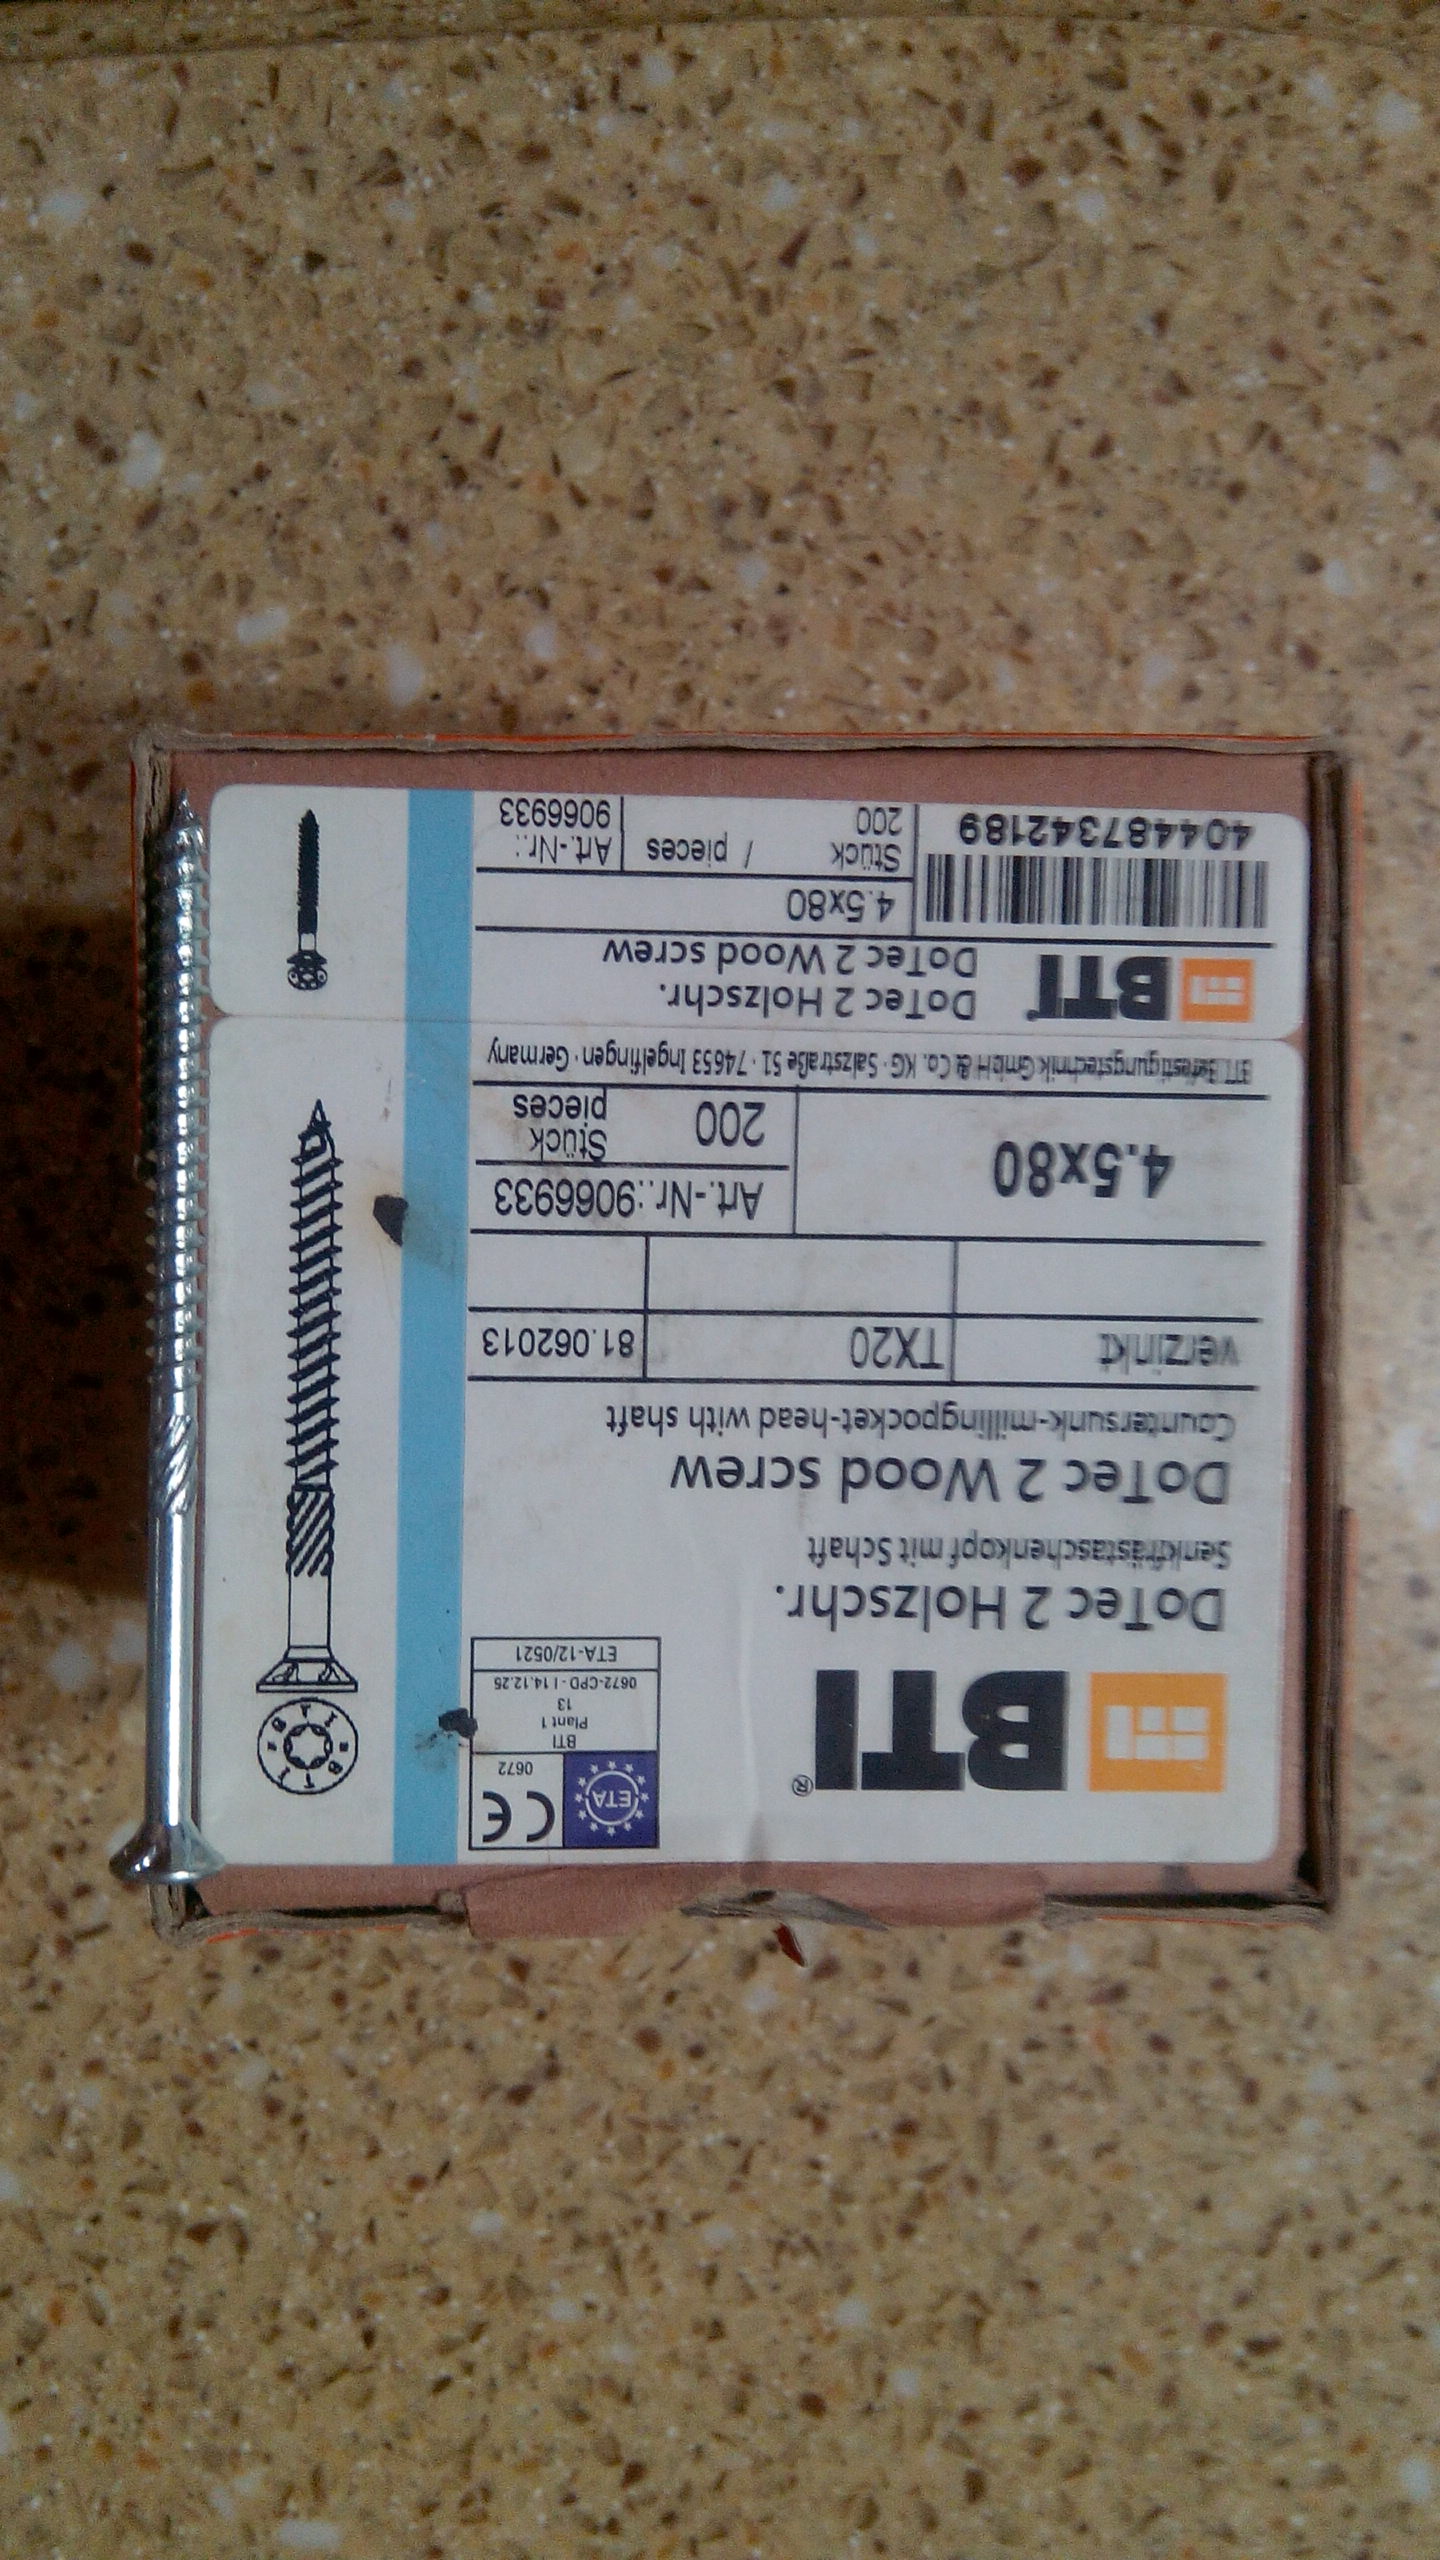 BTI®
ETA
CE
0672
BTI
Plant 1
13
0672-CPD-I 14.12.25
ETA-12/0521
DoTec 2 Holzschr.
Senkfrästaschenkopf mit Schaft
DoTec 2 Wood screw
Countersunk-millingpocket-head with shaft
verzinkt TX20 81.062013
4.5x80
Art.-Nr.:9066933
200 Stück
pieces
BTI Befestigungstechnik GmbH & Co. KG · Salzstraße 51 · 74653 Ingelfingen · Germany
BTI
DoTec 2 Holzschr.
DoTec 2 Wood screw
4.5x80
Stück / pieces
200
Art.-Nr.:
9066933
404487342189